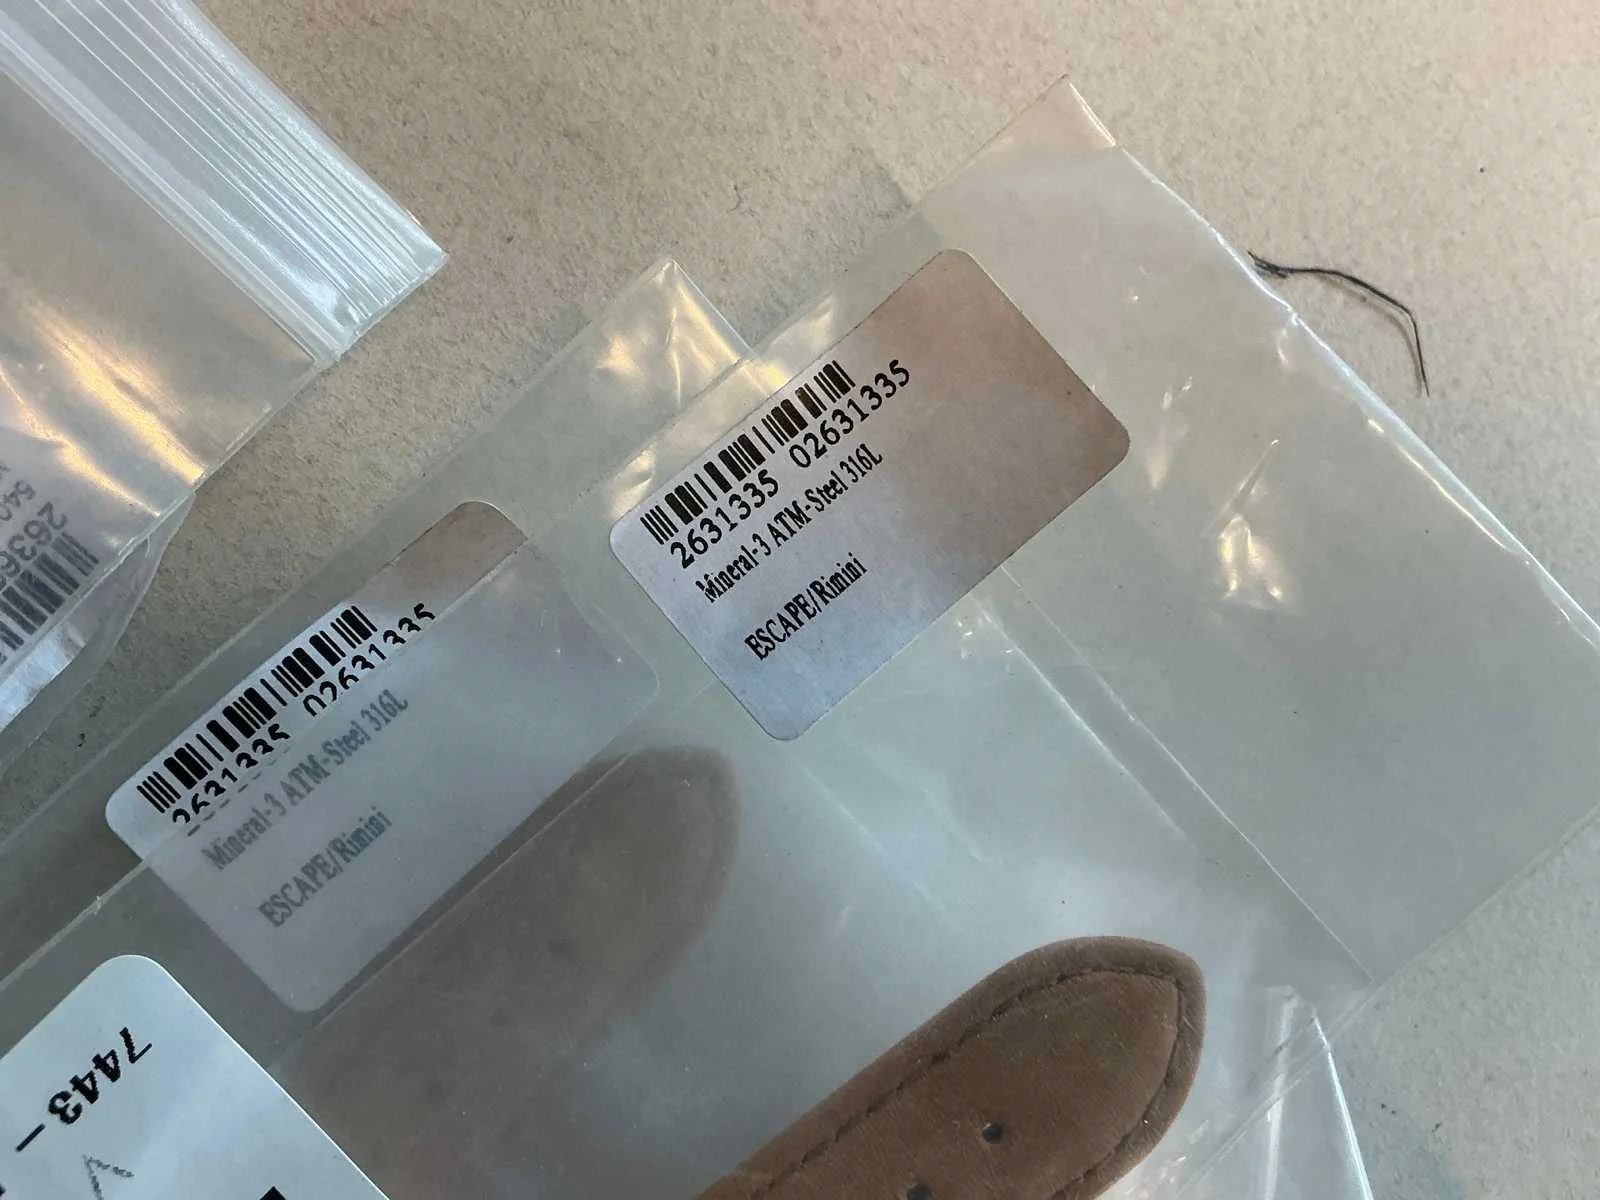 2631335 02631335
Mineral-3 ATM-Steel 316L
ESCAPE/Rimini
2631335 02631335
Mineral-3 ATM-Steel 316L
ESCAPE/Rimini
7443-